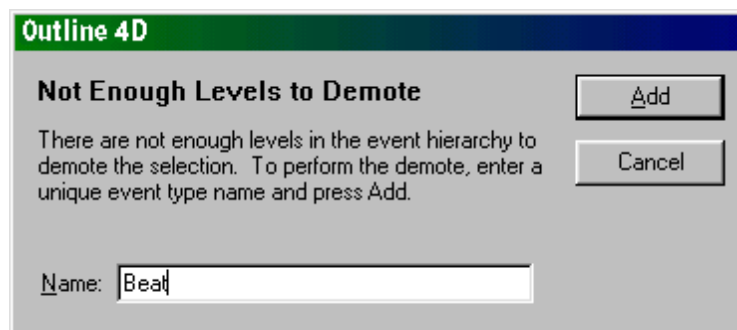 Outline 4D
Not Enough Levels to Demote
Add
There are not enough levels in the event hierarchy to
demote the selection.  To perform the demote, enter a
unique event type name and press Add.
Cancel
Name: Beat